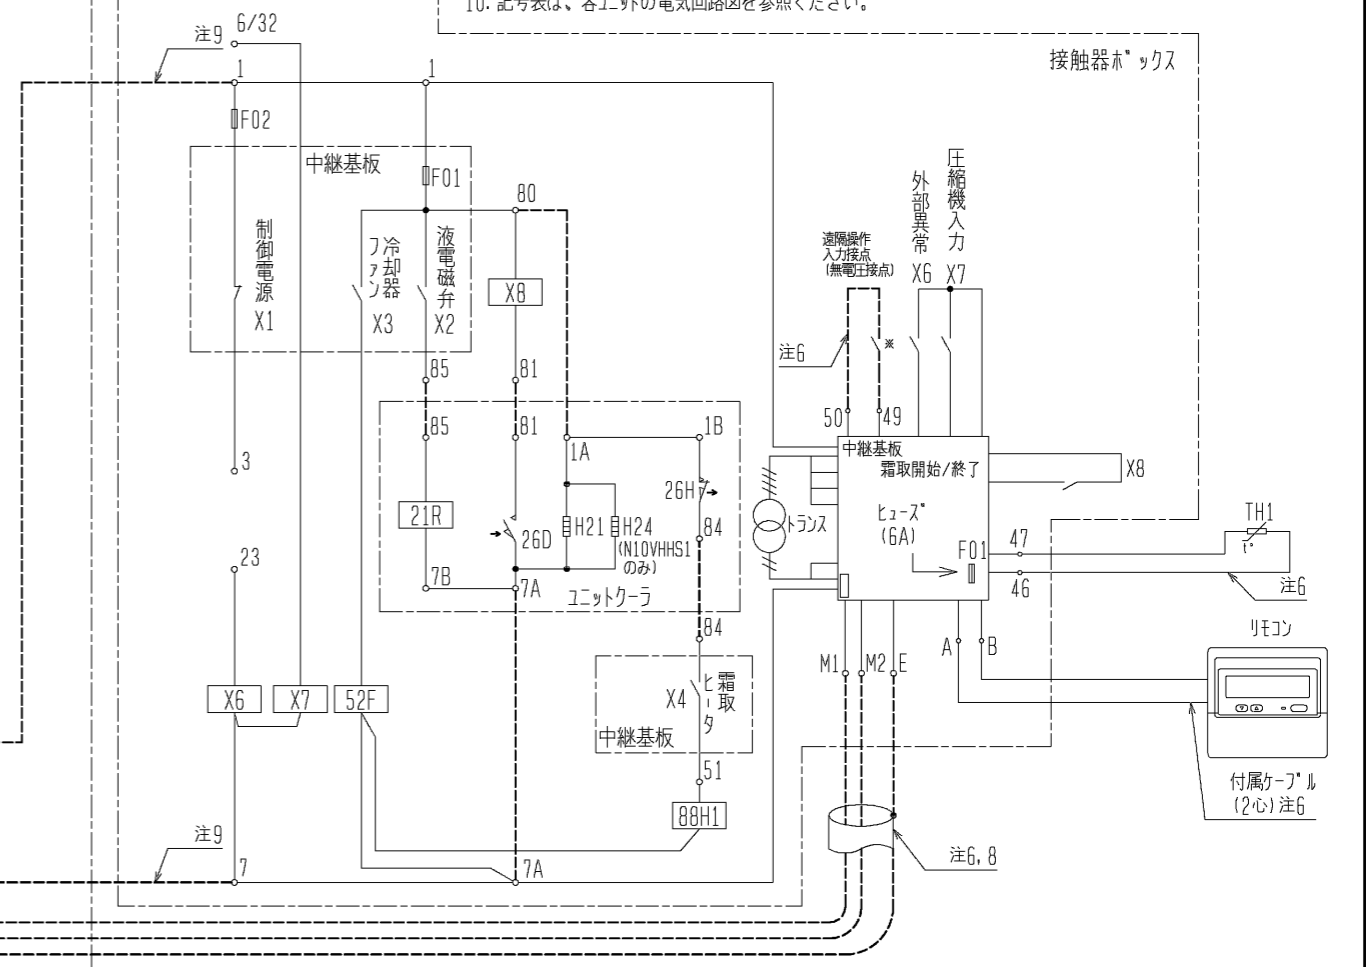 10. 記号表は、各ユニットの電気回路図を参照ください。
接触器ボックス
注9
6/32
1
1
F02
中継基板
F01
80
制御電源
X1
冷却器
ファン
X3
液電磁弁
X2
X8
85
81
85
81
1A
1B
3
21R
26D
H21
H24
(N10VHHS1
のみ)
26H
84
23
7B
7A
ユニットクーラ
84
X6
X7
52F
X4
霜取
ヒータ
中継基板
51
88H1
注9
7
7A
遠隔操作
入力接点
(無電圧接点)
外部異常
X6
圧縮機入力
X7
注6
※
50
49
中継基板
霜取開始/終了
X8
トランス
ヒューズ
(6A)
F01
47
46
TH1
t°
注6
リモコン
A
B
M1
M2
E
付属ケーブル
(2心)注6
注6,8